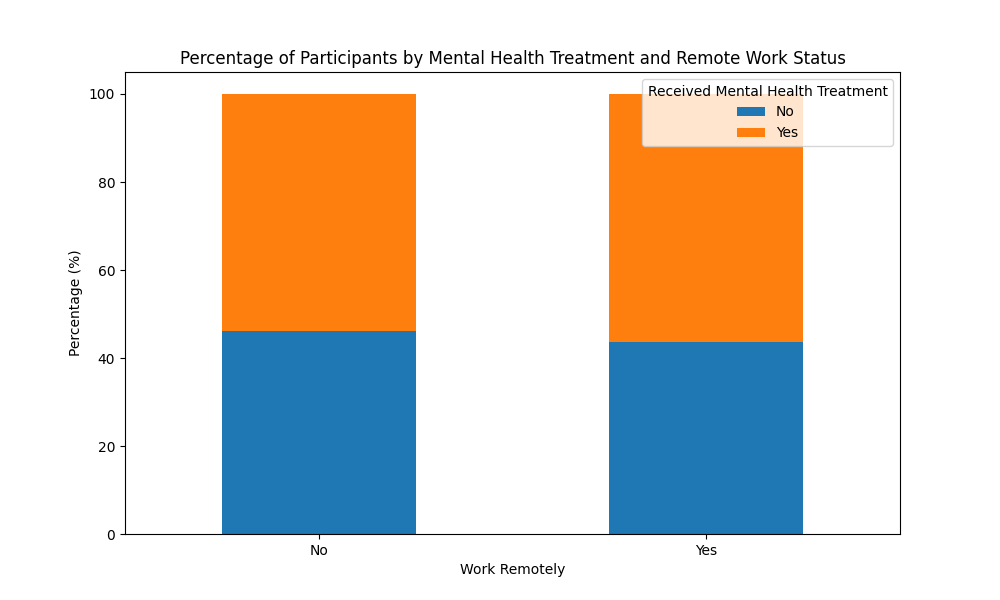 Percentage of Participants by Mental Health Treatment and Remote Work Status
Received Mental Health Treatment
No
Yes
100
80
60
40
20
0
Percentage (%)
No
Yes
Work Remotely